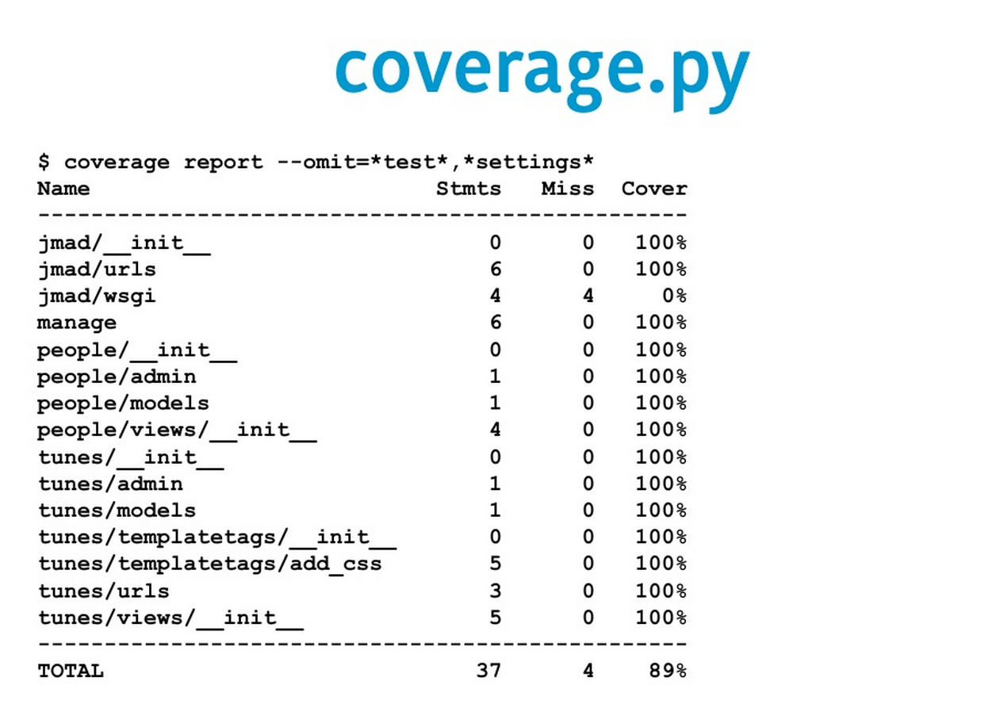 coverage.py
$ coverage report --omit=*test*,*settings*
Name Stmts Miss Cover
-------------------------------------------------
jmad/__init__ 0 0 100%
jmad/urls 6 0 100%
jmad/wsgi 4 4 0%
manage 6 0 100%
people/__init__ 0 0 100%
people/admin 1 0 100%
people/models 1 0 100%
people/views/__init__ 4 0 100%
tunes/__init__ 0 0 100%
tunes/admin 1 0 100%
tunes/models 1 0 100%
tunes/templatetags/__init__ 0 0 100%
tunes/templatetags/add_css 5 0 100%
tunes/urls 3 0 100%
tunes/views/__init__ 5 0 100%
-------------------------------------------------
TOTAL 37 4 89%